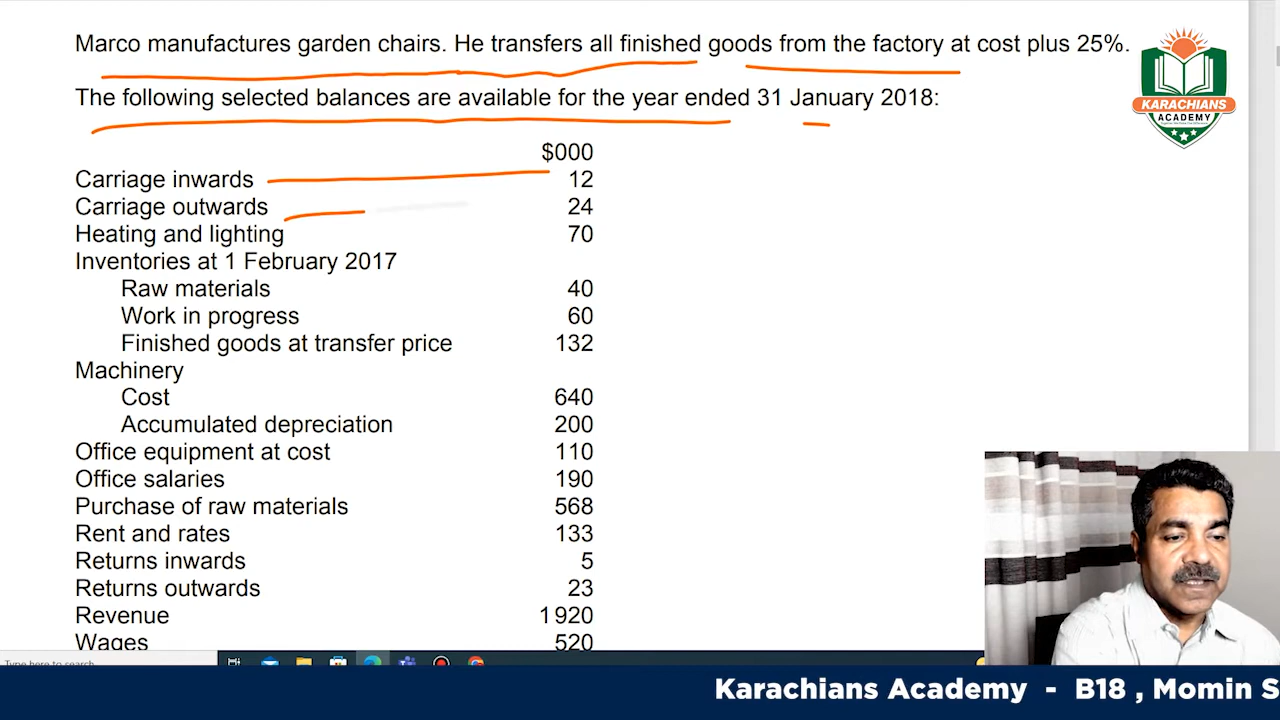 Marco manufactures garden chairs. He transfers all finished goods from the factory at cost plus 25%.
The following selected balances are available for the year ended 31 January 2018:
KARACHIANS
ACADEMY
$000
Carriage inwards 12
Carriage outwards 24
Heating and lighting 70
Inventories at 1 February 2017
Raw materials 40
Work in progress 60
Finished goods at transfer price 132
Machinery
Cost 640
Accumulated depreciation 200
Office equipment at cost 110
Office salaries 190
Purchase of raw materials 568
Rent and rates 133
Returns inwards 5
Returns outwards 23
Revenue 1 920
Wages 520
Type here to search
Karachians Academy - B18 , Momin S